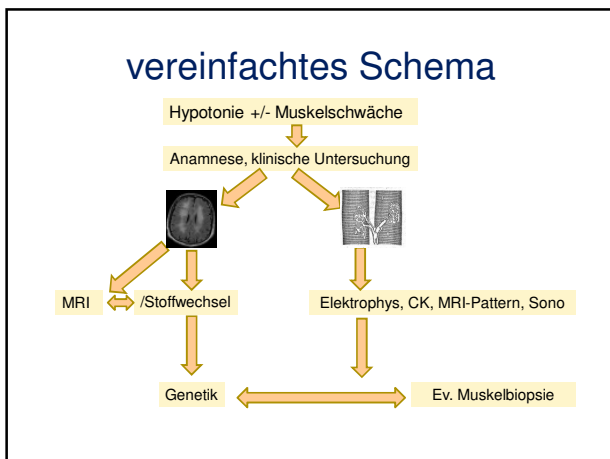 vereinfachtes Schema
Hypotonie +/- Muskelschwäche
Anamnese, klinische Untersuchung
MRI
/Stoffwechsel
Elektrophys, CK, MRI-Pattern, Sono
Genetik
Ev. Muskelbiopsie